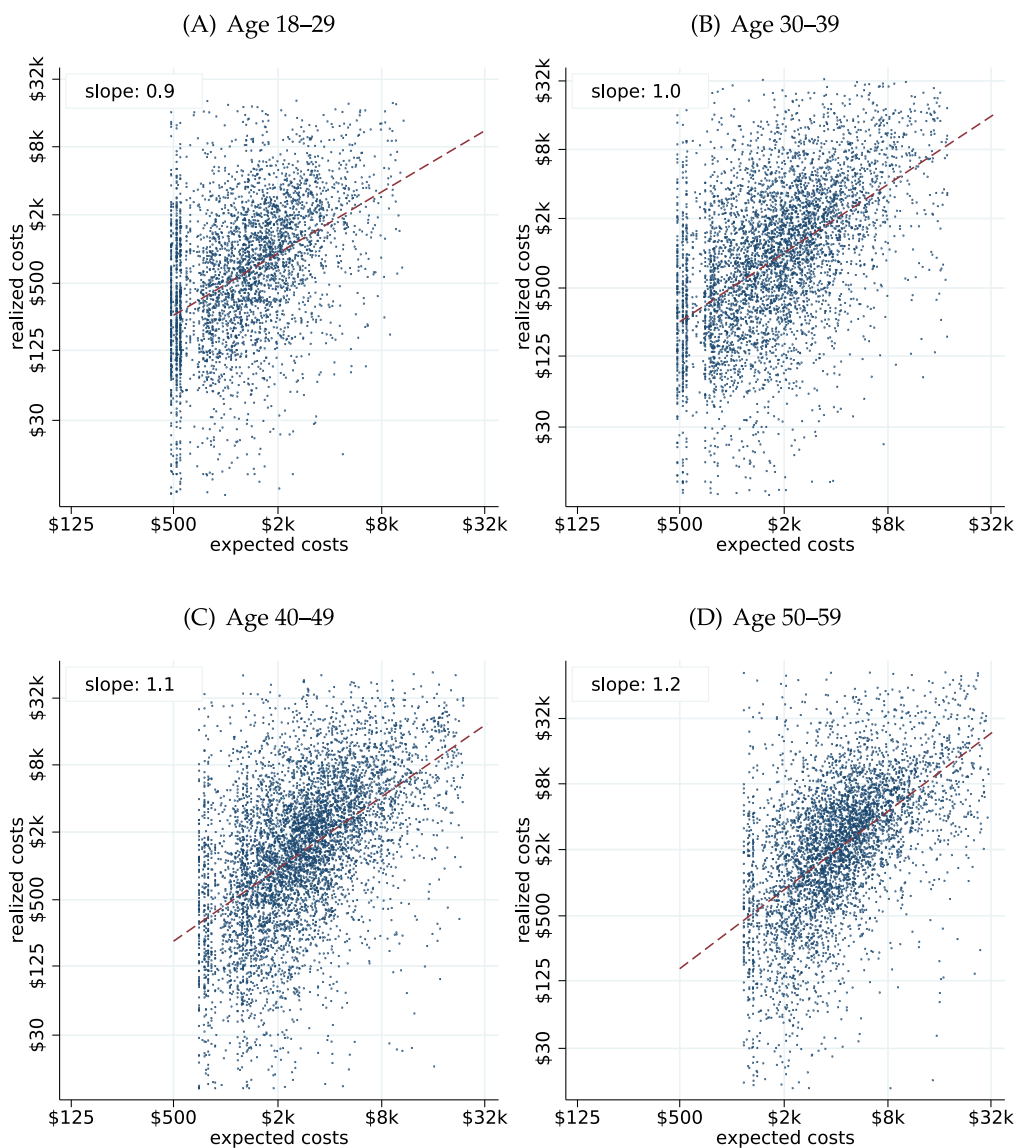 (A) Age 18–29
slope: 0.9
realized costs
$32k
$8k
$2k
$500
$125
$30
$125 $500 $2k $8k $32k
expected costs
(B) Age 30–39
slope: 1.0
realized costs
$32k
$8k
$2k
$500
$125
$30
$125 $500 $2k $8k $32k
expected costs
(C) Age 40–49
slope: 1.1
realized costs
$32k
$8k
$2k
$500
$125
$30
$125 $500 $2k $8k $32k
expected costs
(D) Age 50–59
slope: 1.2
realized costs
$32k
$8k
$2k
$500
$125
$30
$125 $500 $2k $8k $32k
expected costs